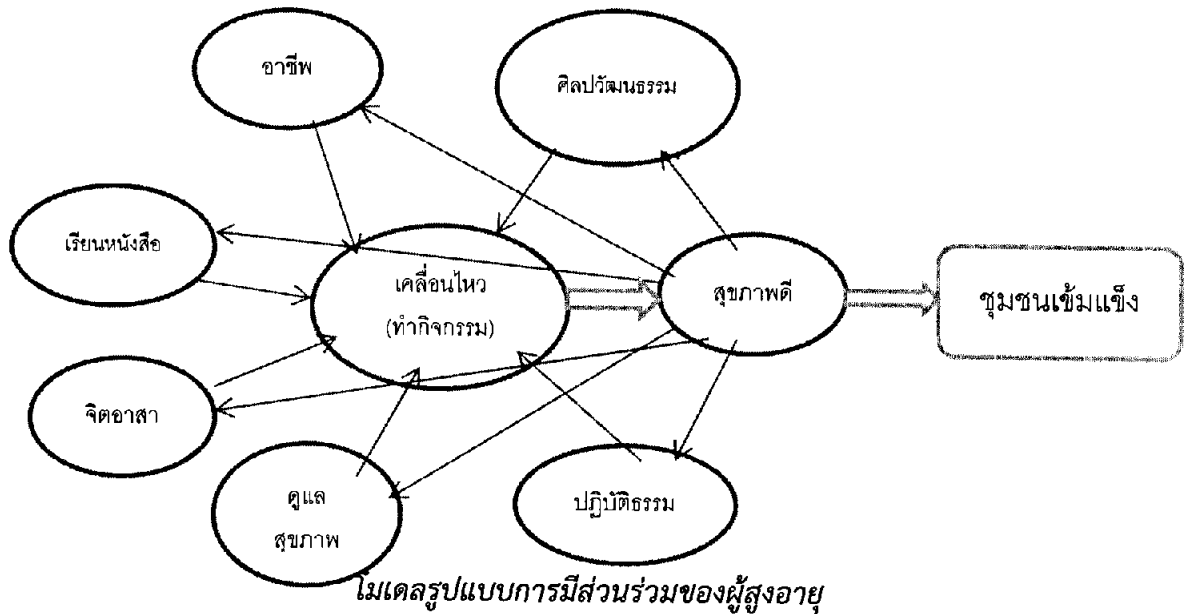 อาชีพ
ศิลปวัฒนธรรม
เรียนหนังสือ
เคลื่อนไหว
(ทำกิจกรรม)
สุขภาพดี
ชุมชนเข้มแข็ง
จิตอาสา
ดูแล
สุขภาพ
ปฏิบัติธรรม
โมเดลรูปแบบการมีส่วนร่วมของผู้สูงอายุ